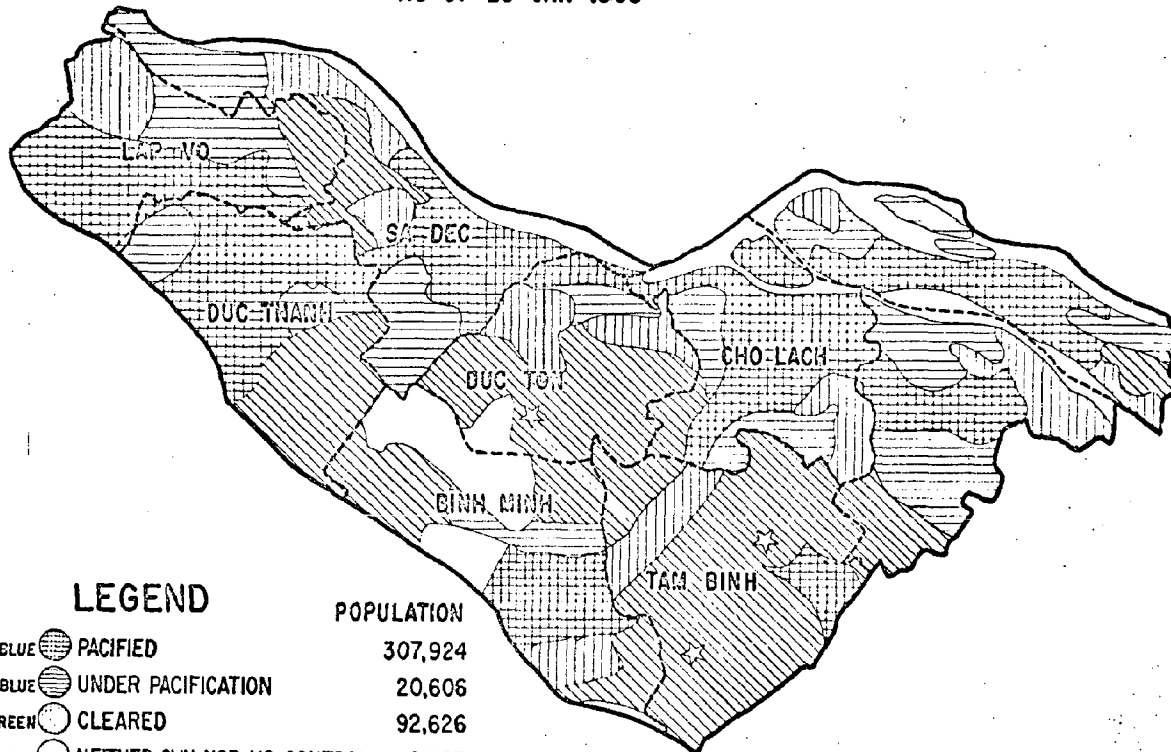 LAP VO
SA DEC
DUC THANH
CHO LACH
DUC TON
BINH MINH
TAM BINH
LEGEND
POPULATION
BLUE PACIFIED 307,924
BLUE UNDER PACIFICATION 20,606
REEN CLEARED 92,626